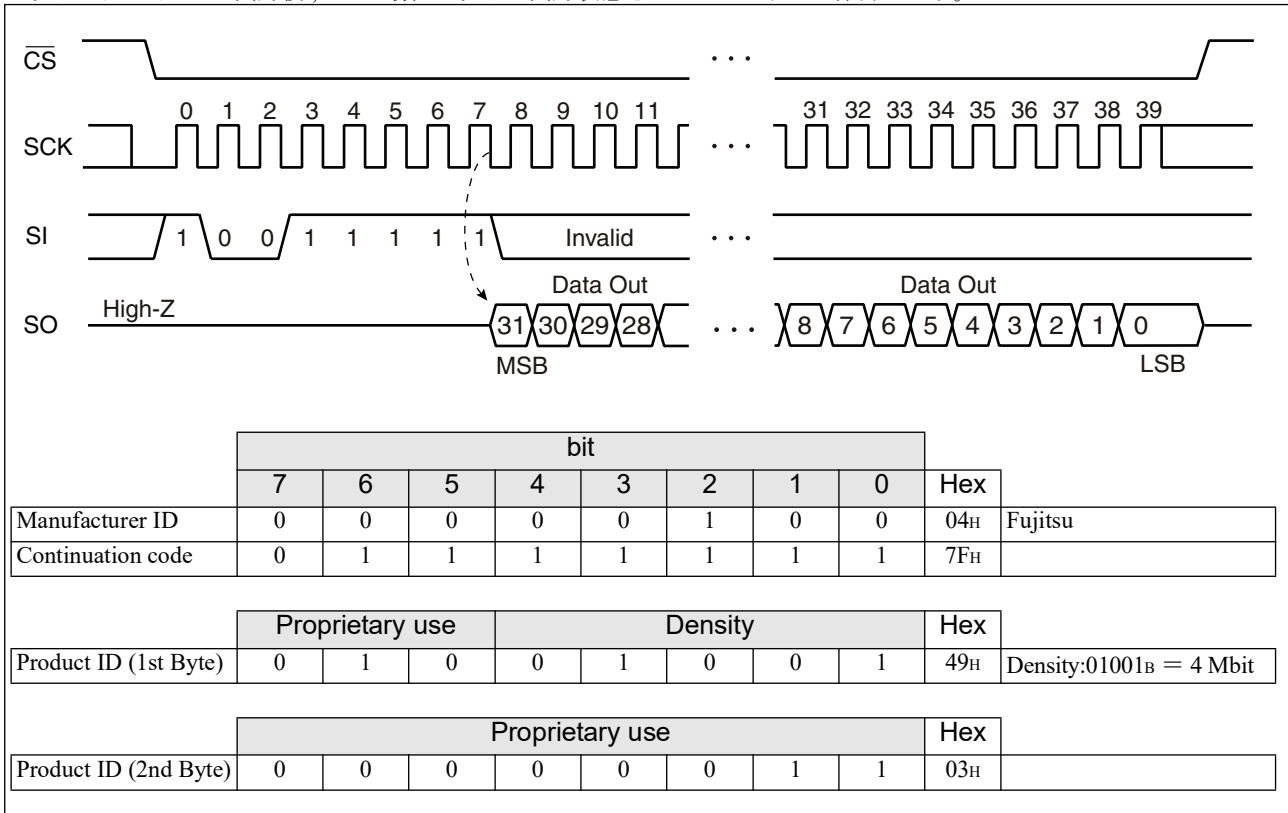 CS
0 1 2 3 4 5 6 7 8 9 10 11 31 32 33 34 35 36 37 38 39
SCK
SI 1 0 0 1 1 1 1 1 Invalid
Data Out Data Out
High-Z
SO 31 30 29 28 8 7 6 5 4 3 2 1 0
MSB LSB
bit
7 6 5 4 3 2 1 0 Hex
Manufacturer ID 0 0 0 0 0 1 0 0 04H Fujitsu
Continuation code 0 1 1 1 1 1 1 1 7FH
Proprietary use Density Hex
Product ID (1st Byte) 0 1 0 0 1 0 0 1 49H Density:01001B = 4 Mbit
Proprietary use Hex
Product ID (2nd Byte) 0 0 0 0 0 0 1 1 03H